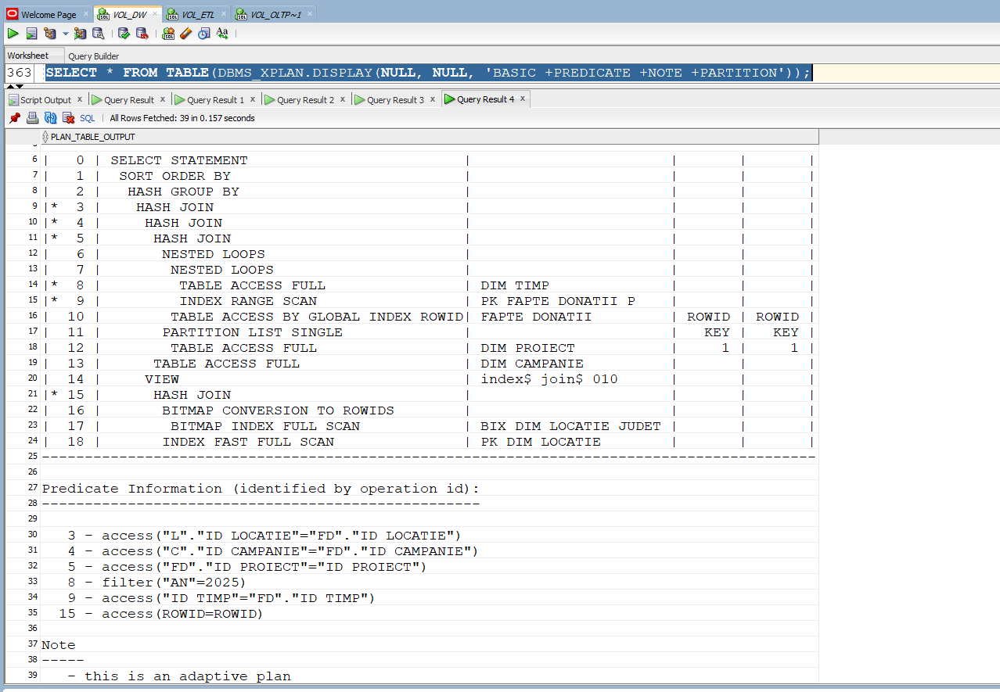 Welcome Page × VOL_DW × VOL_ETL × VOL_OLTP~1 ×
Worksheet Query Builder
363 SELECT * FROM TABLE(DBMS_XPLAN.DISPLAY(NULL, NULL, 'BASIC +PREDICATE +NOTE +PARTITION'));
Script Output × Query Result × Query Result 1 × Query Result 2 × Query Result 3 × Query Result 4 ×
SQL | All Rows Fetched: 39 in 0.157 seconds
PLAN_TABLE_OUTPUT
6 |   0 | SELECT STATEMENT                         |                     |       |       |
7 |   1 |  SORT ORDER BY                           |                     |       |       |
8 |   2 |   HASH GROUP BY                          |                     |       |       |
9 |*  3 |    HASH JOIN                             |                     |       |       |
10 |*  4 |     HASH JOIN                            |                     |       |       |
11 |*  5 |      HASH JOIN                           |                     |       |       |
12 |   6 |       NESTED LOOPS                       |                     |       |       |
13 |   7 |        NESTED LOOPS                      |                     |       |       |
14 |*  8 |         TABLE ACCESS FULL                | DIM TIMP            |       |       |
15 |*  9 |         INDEX RANGE SCAN                 | PK FAPTE DONATII P  |       |       |
16 |  10 |        TABLE ACCESS BY GLOBAL INDEX ROWID| FAPTE DONATII       | ROWID | ROWID |
17 |  11 |       PARTITION LIST SINGLE              |                     |   KEY |   KEY |
18 |  12 |        TABLE ACCESS FULL                 | DIM PROIECT         |     1 |     1 |
19 |  13 |      TABLE ACCESS FULL                   | DIM CAMPANIE        |       |       |
20 |  14 |     VIEW                                 | index$ join$ 010    |       |       |
21 |* 15 |      HASH JOIN                           |                     |       |       |
22 |  16 |       BITMAP CONVERSION TO ROWIDS        |                     |       |       |
23 |  17 |        BITMAP INDEX FULL SCAN            | BIX DIM LOCATIE JUDET |       |       |
24 |  18 |       INDEX FAST FULL SCAN               | PK DIM LOCATIE      |       |       |
25 ------------------------------------------------------------------------------------------
26
27 Predicate Information (identified by operation id):
28 ---------------------------------------------------
29
30    3 - access("L"."ID LOCATIE"="FD"."ID LOCATIE")
31    4 - access("C"."ID CAMPANIE"="FD"."ID CAMPANIE")
32    5 - access("FD"."ID PROIECT"="ID PROIECT")
33    8 - filter("AN"=2025)
34    9 - access("ID TIMP"="FD"."ID TIMP")
35   15 - access(ROWID=ROWID)
36
37 Note
38 -----
39    - this is an adaptive plan